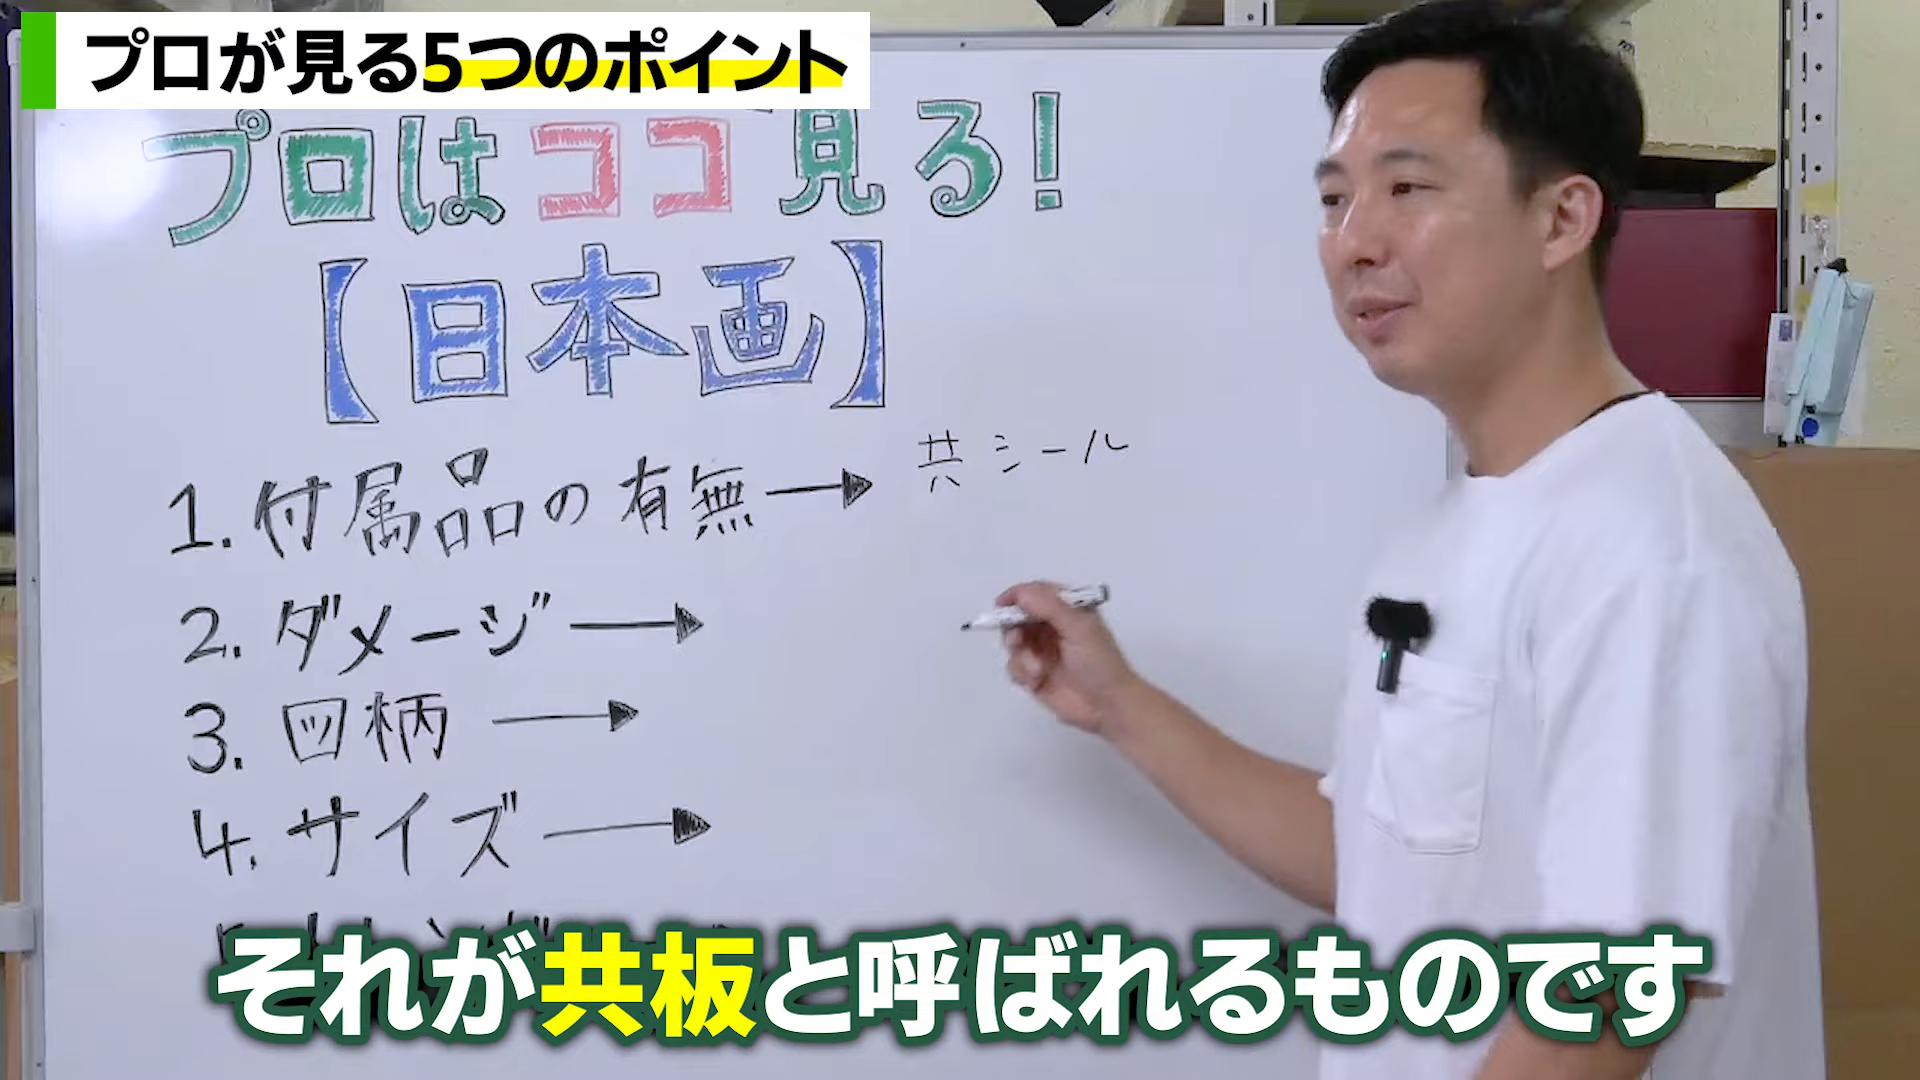 プロが見る5つのポイント
プロはココ見る!
【日本画】
1. 付属品の有無→ 共シール
2. ダメージ→
3. 図柄→
4. サイズ→
それが共板と呼ばれるものです